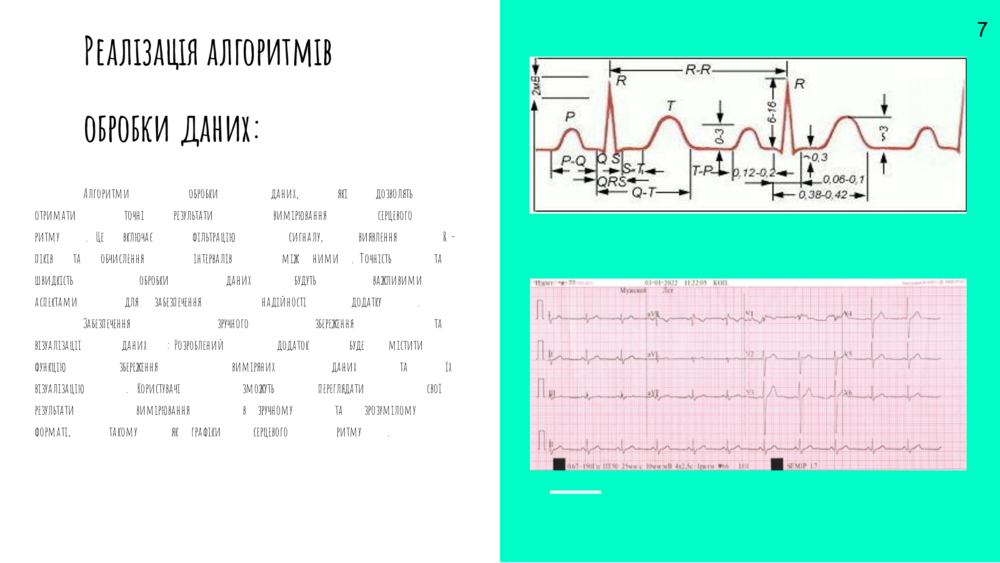 7
Реалізація алгоритмів
обробки даних:
Алгоритми обробки даних, які дозволять
отримати точні результати вимірювання серцевого
ритму . Це включає фільтрацію сигналу, виявлення R -
піків та обчислення інтервалів між ними . Точність та
швидкість обробки даних будуть важливими
аспектами для забезпечення надійності додатку .
Забезпечення зручного збереження та
візуалізації даних : Розроблений додаток буде містити
функцію збереження виміряних даних та їх
візуалізацію . Користувачі зможуть переглядати свої
результати вимірювання в зручному та зрозумілому
форматі, такому як графіки серцевого ритму .
R-R
2мВ R R
P T 0-3 6-16 ~3
P-Q Q S S-T T-P 0,12-0,2 ~0,3
QRS 0,06-0,1
Q-T 0,38-0,42
03-01-2022 11:22:05 КОП.
Мужской Лет
I aVR V1 V4
II aVL V2 V5
III aVF V3 V6
II
0.67-150Гц 25мм/с 10мм/мВ 4x2,5с 1ритм ♥66
SEMIP 1.7